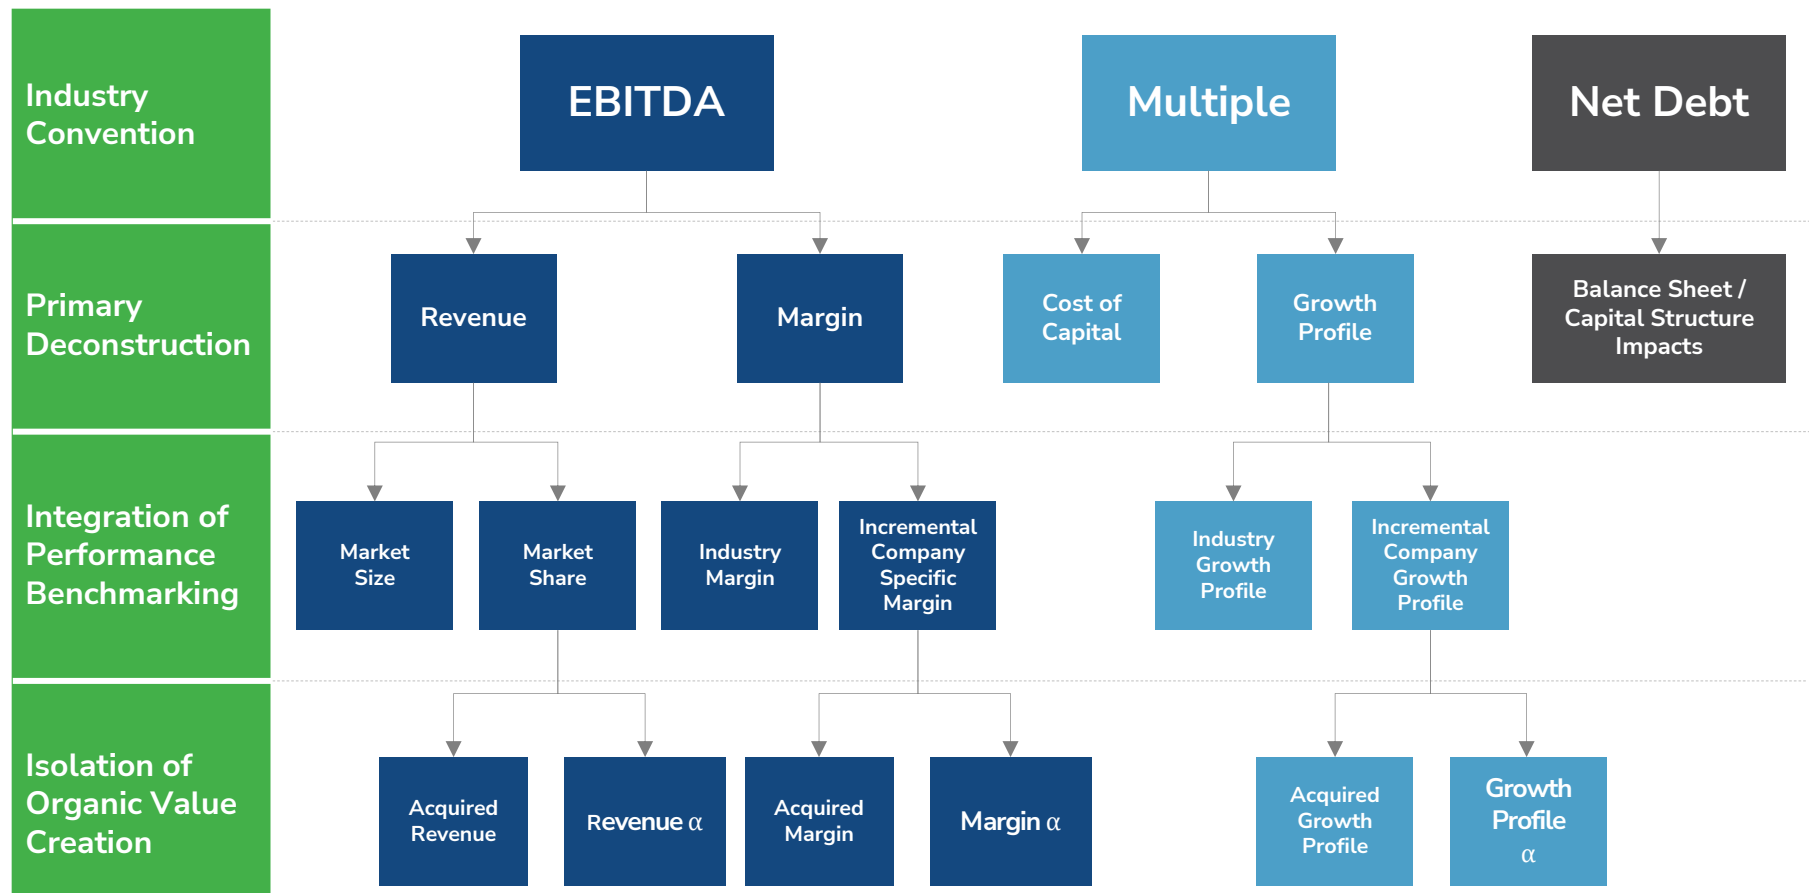 Industry
Convention
EBITDA
Multiple
Net Debt
Primary
Deconstruction
Revenue
Margin
Cost of
Capital
Growth
Profile
Balance Sheet /
Capital Structure
Impacts
Integration of
Performance
Benchmarking
Market
Size
Market
Share
Industry
Margin
Incremental
Company
Specific
Margin
Industry
Growth
Profile
Incremental
Company
Growth
Profile
Isolation of
Organic Value
Creation
Acquired
Revenue
Revenue α
Acquired
Margin
Margin α
Acquired
Growth
Profile
Growth
Profile
α